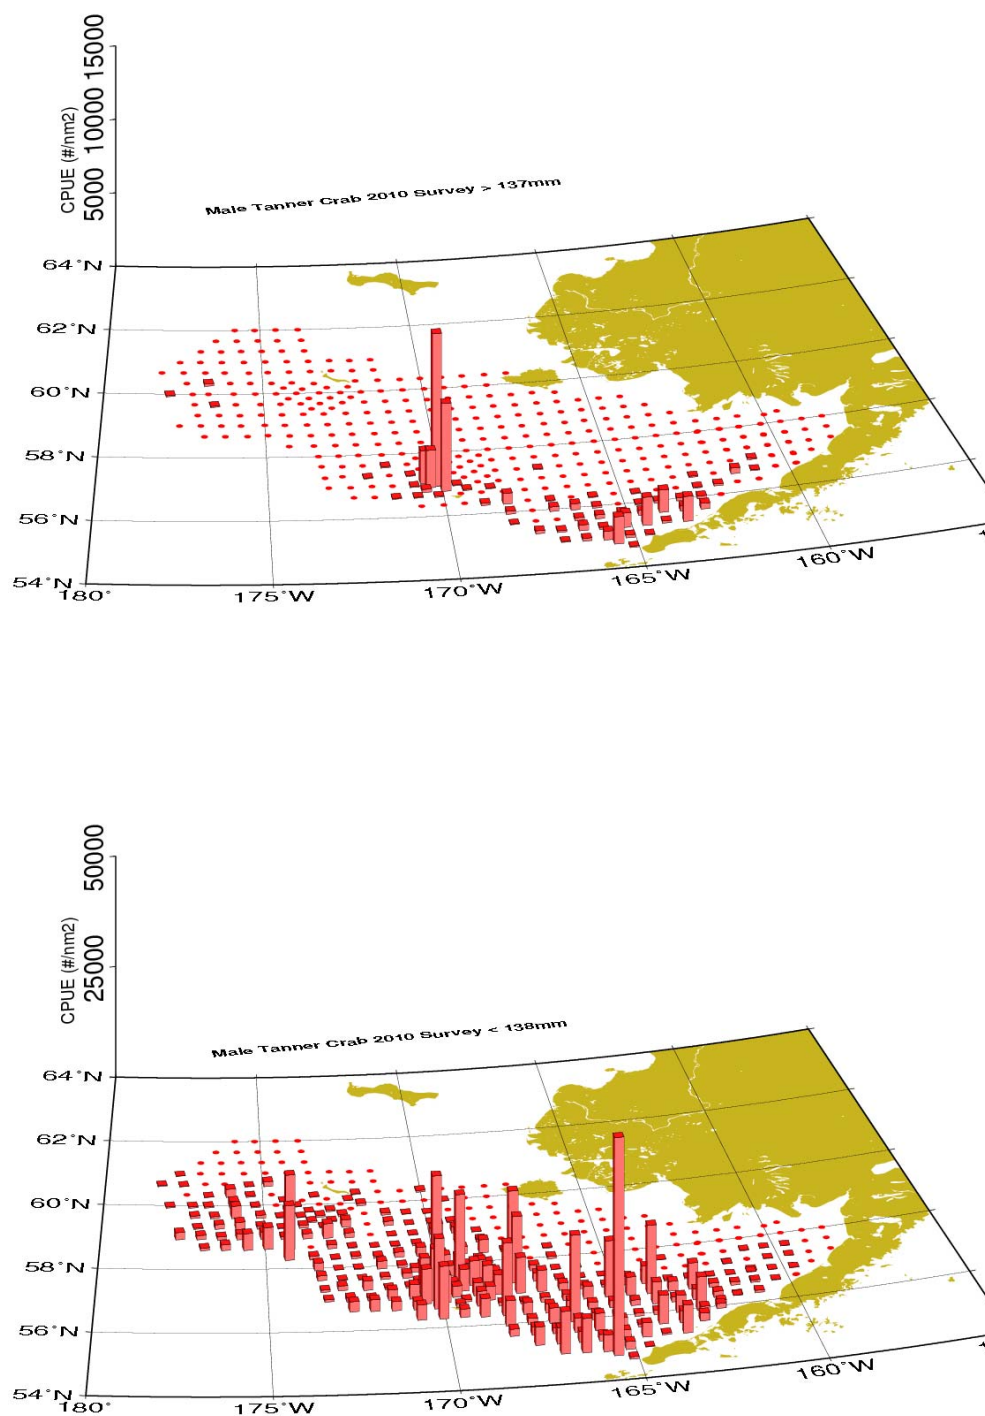 15000
10000
5000
CPUE (#/nm2)
Male Tanner Crab 2010 Survey > 137mm
64˚N
62˚N
60˚N
58˚N
56˚N
54˚N
180˚
175˚W
170˚W
165˚W
160˚W
50000
25000
CPUE (#/nm2)
Male Tanner Crab 2010 Survey < 138mm
64˚N
62˚N
60˚N
58˚N
56˚N
54˚N
180˚
175˚W
170˚W
165˚W
160˚W